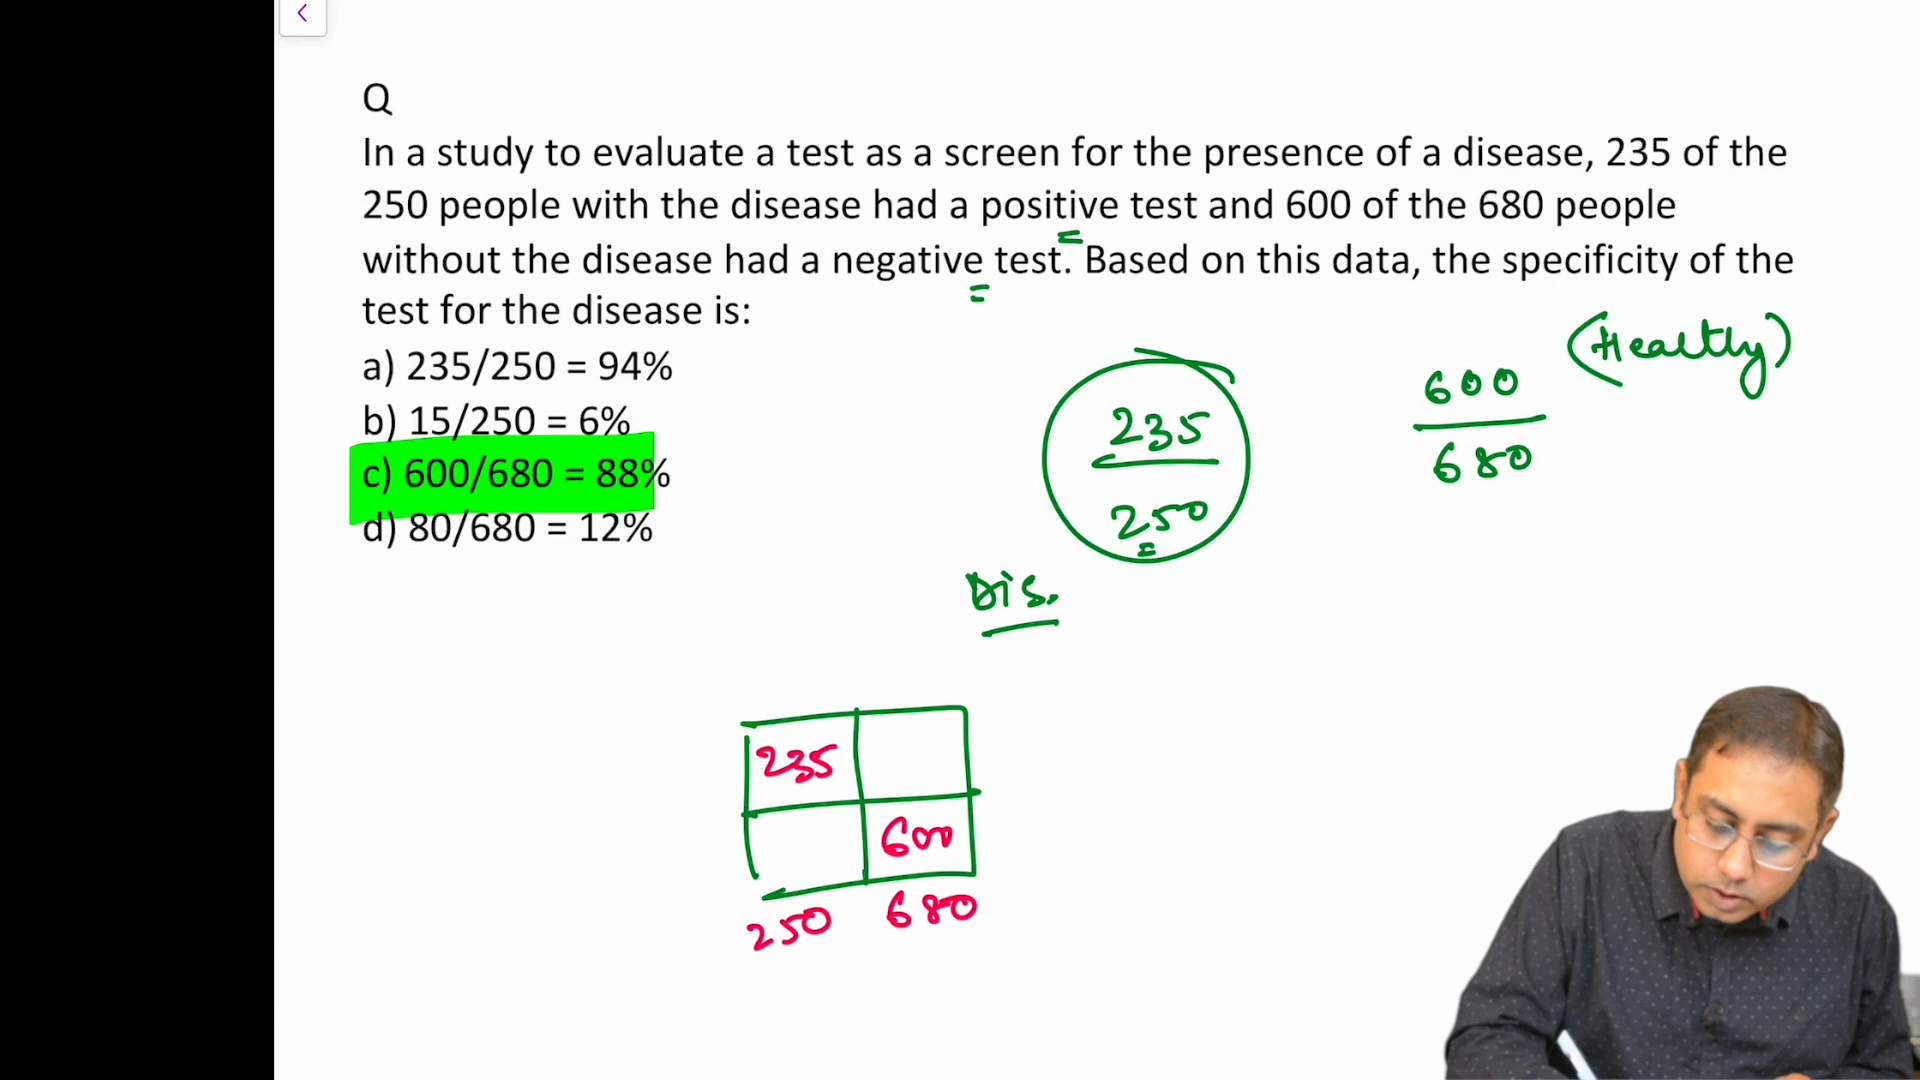 Q
In a study to evaluate a test as a screen for the presence of a disease, 235 of the
250 people with the disease had a positive test and 600 of the 680 people
without the disease had a negative test. Based on this data, the specificity of the
test for the disease is:
a) 235/250 = 94%
b) 15/250 = 6%
c) 600/680 = 88%
d) 80/680 = 12%
(Healthy)
600
680
235
250
Dis.
235
600
250 680